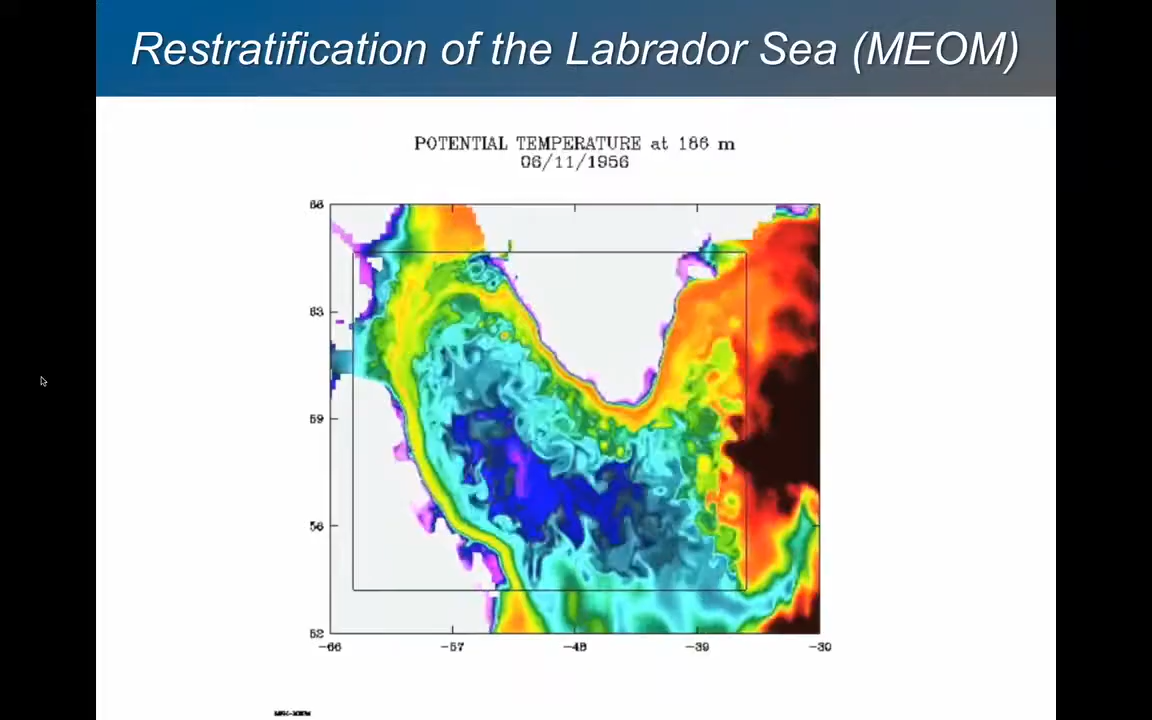 Restratification of the Labrador Sea (MEOM)
POTENTIAL TEMPERATURE at 186 m
06/11/1956
66
63
59
56
52
-66 -57 -48 -39 -30